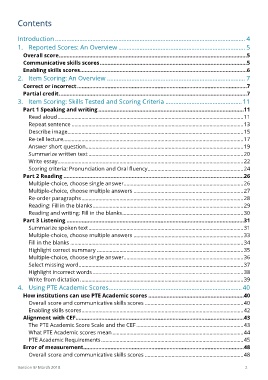 Contents
Introduction 4
1. Reported Scores: An Overview 5
Overall score 5
Communicative skills scores 5
Enabling skills scores 6
2. Item Scoring: An Overview 7
Correct or incorrect 7
Partial credit 7
3. Item Scoring: Skills Tested and Scoring Criteria 11
Part 1 Speaking and writing 11
Read aloud 11
Repeat sentence 13
Describe image 15
Re-tell lecture 17
Answer short question 19
Summarize written text 20
Write essay 22
Scoring criteria: Pronunciation and Oral fluency 24
Part 2 Reading 26
Multiple-choice, choose single answer 26
Multiple-choice, choose multiple answers 27
Re-order paragraphs 28
Reading: Fill in the blanks 29
Reading and writing: Fill in the blanks 30
Part 3 Listening 31
Summarize spoken text 31
Multiple-choice, choose multiple answers 33
Fill in the blanks 34
Highlight correct summary 35
Multiple-choice, choose single answer 36
Select missing word 37
Highlight incorrect words 38
Write from dictation 39
4. Using PTE Academic Scores 40
How institutions can use PTE Academic scores 40
Overall score and communicative skills scores 40
Enabling skills scores 42
Alignment with CEF 43
The PTE Academic Score Scale and the CEF 43
What PTE Academic scores mean 44
PTE Academic Requirements 45
Error of measurement 48
Overall score and communicative skills scores 48
2